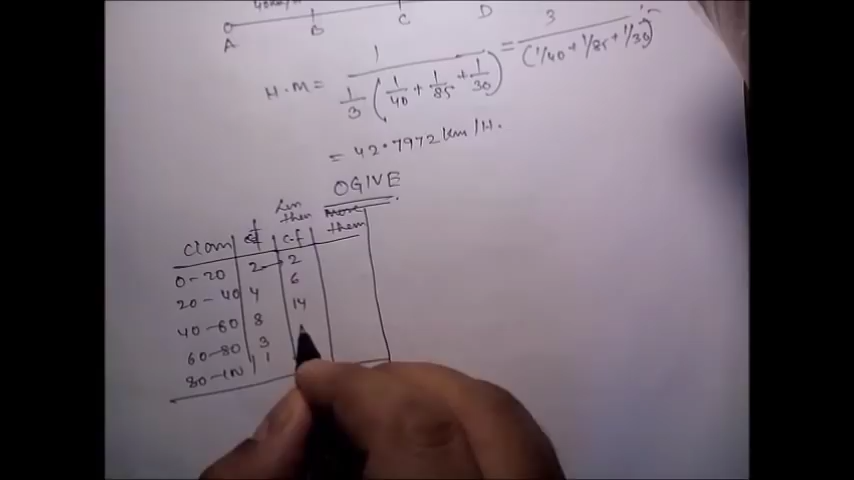 A B C D
H.M = 1 / (1/3 (1/40 + 1/85 + 1/30)) = 3 / (1/40 + 1/85 + 1/30)
= 42.7972 km/H.
OGIVE
Class f Less then c.f More them
0-20 2 2
20-40 4 6
40-60 8 14
60-80 3
80-100 1